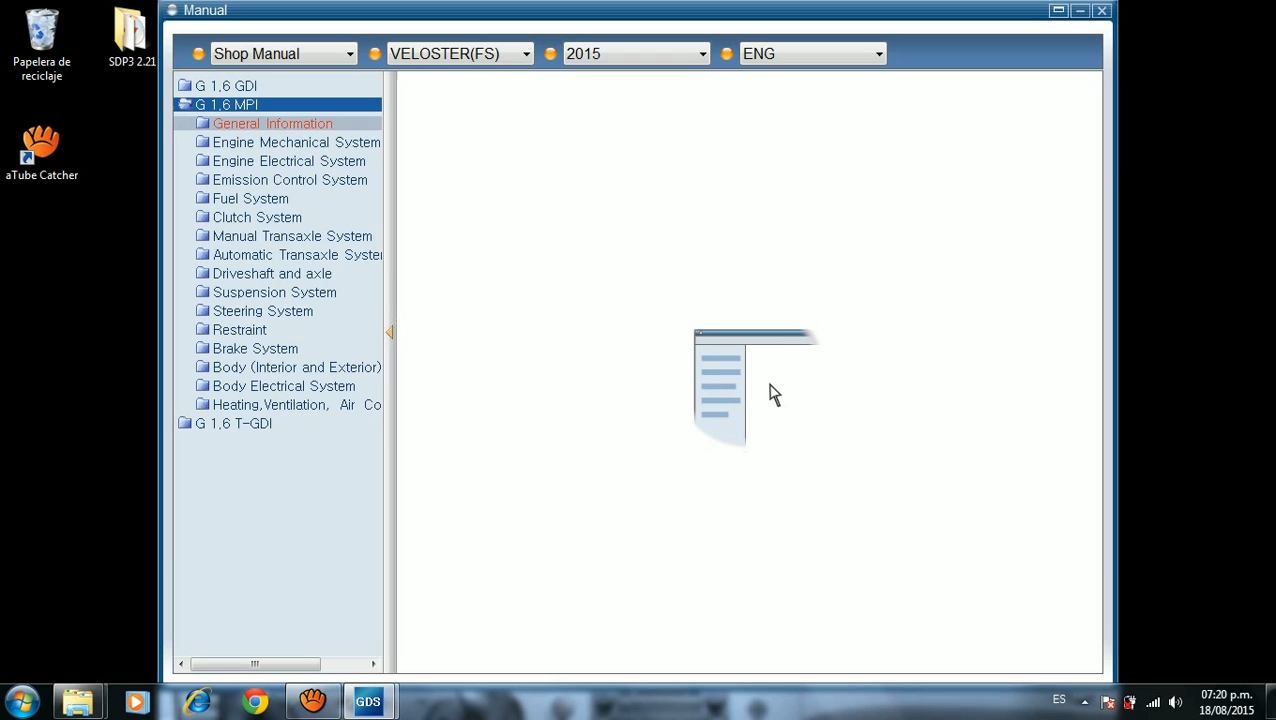 Papelera de
reciclaje
SDP3 2.21
aTube Catcher
Manual
Shop Manual
VELOSTER(FS)
2015
ENG
G 1,6 GDI
G 1,6 MPI
General Information
Engine Mechanical System
Engine Electrical System
Emission Control System
Fuel System
Clutch System
Manual Transaxle System
Automatic Transaxle System
Driveshaft and axle
Suspension System
Steering System
Restraint
Brake System
Body (Interior and Exterior)
Body Electrical System
Heating,Ventilation, Air Co
G 1,6 T-GDI
GDS
ES
07:20 p.m.
18/08/2015